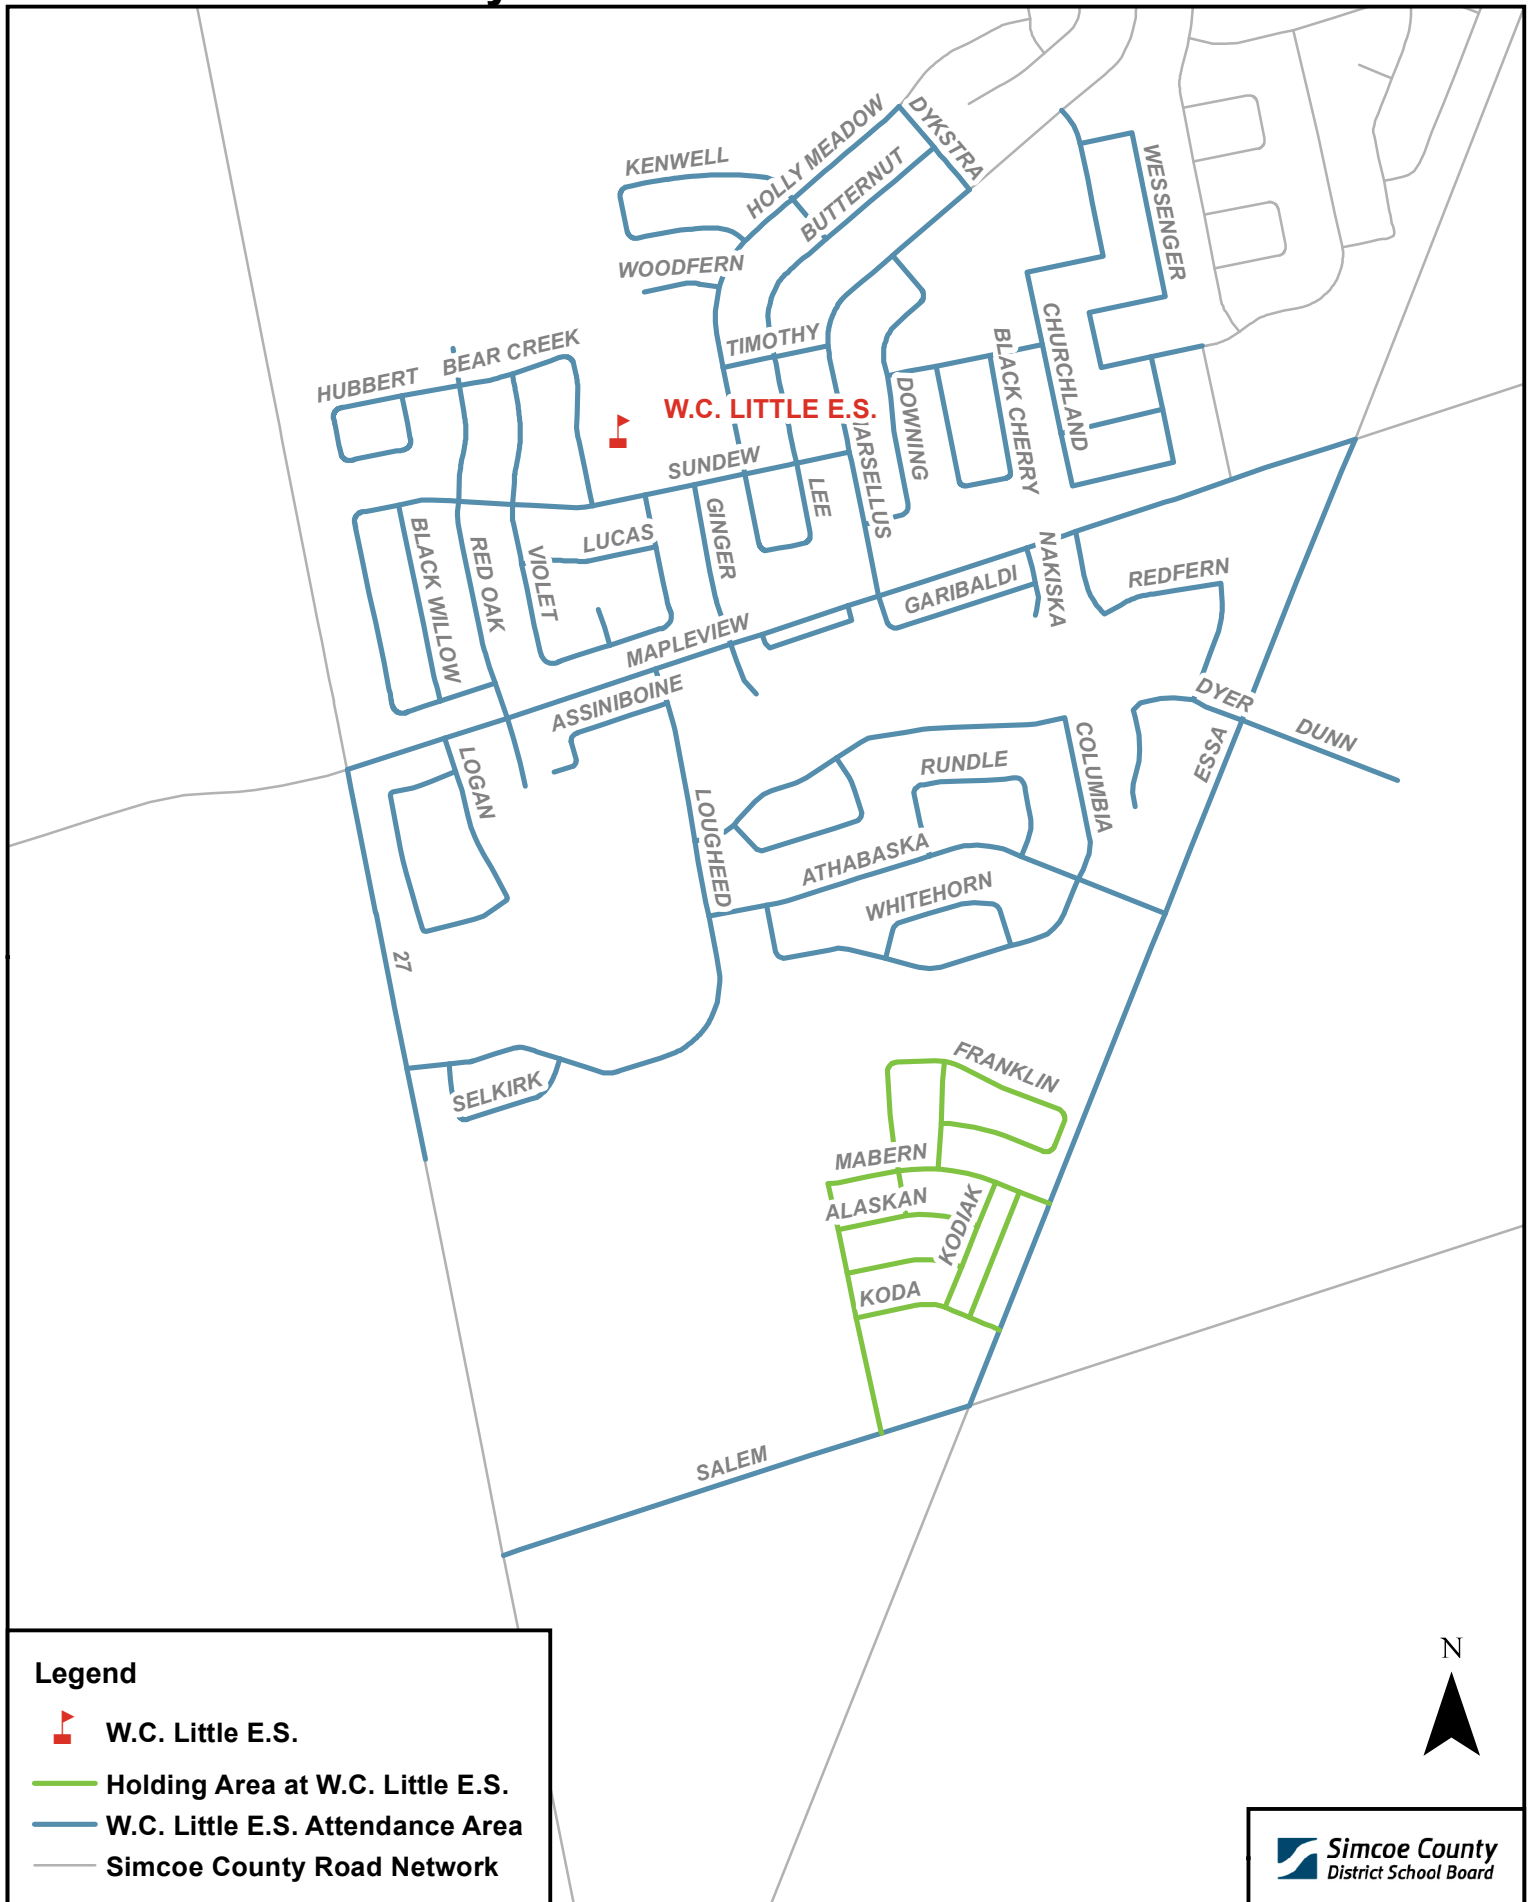 HOLLY MEADOW
DYKSTRA
KENWELL
BUTTERNUT
WESSENGER
WOODFERN
TIMOTHY
BEAR CREEK
HUBBERT
CHURCHLAND
BLACK CHERRY
DOWNING
W.C. LITTLE E.S.
SUNDEW
LEE
ARSELLUS
GINGER
LUCAS
BLACK WILLOW
RED OAK
VIOLET
NAKISKA
REDFERN
GARIBALDI
MAPLEVIEW
ASSINIBOINE
DYER
DUNN
ESSA
LOGAN
COLUMBIA
RUNDLE
LOUGHEED
ATHABASKA
WHITEHORN
27
SELKIRK
FRANKLIN
MABERN
ALASKAN
KODIAK
KODA
SALEM
Legend
W.C. Little E.S.
Holding Area at W.C. Little E.S.
W.C. Little E.S. Attendance Area
Simcoe County Road Network
N
Simcoe County
District School Board